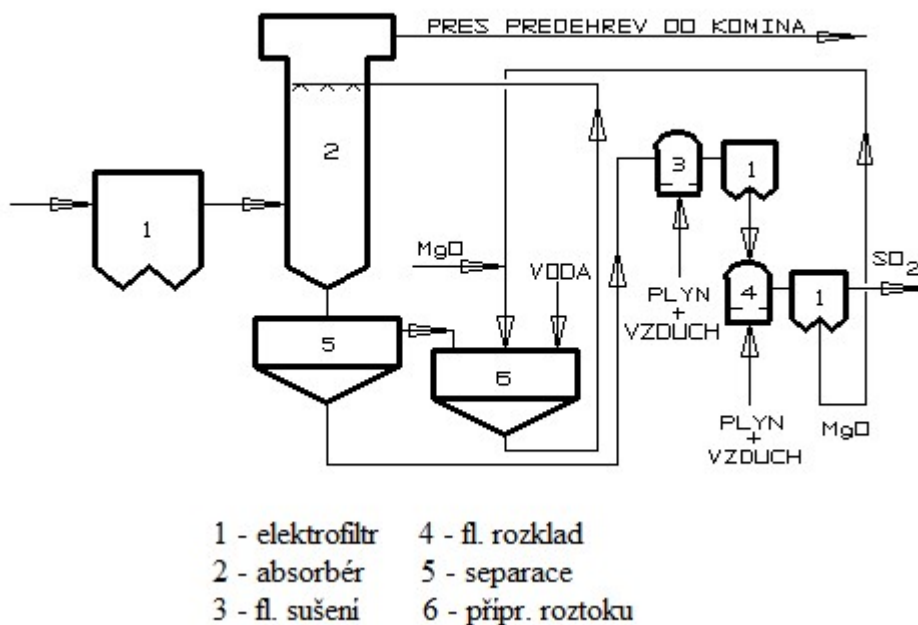 PRES PREDEHREV DO KOMINA
2
3
1
1
MgO
VODA
SO2
4
1
PLYN
+
VZDUCH
5
6
PLYN
+
VZDUCH
MgO
1 - elektrofiltr 4 - fl. rozklad
2 - absorbér 5 - separace
3 - fl. sušení 6 - přípr. roztoku